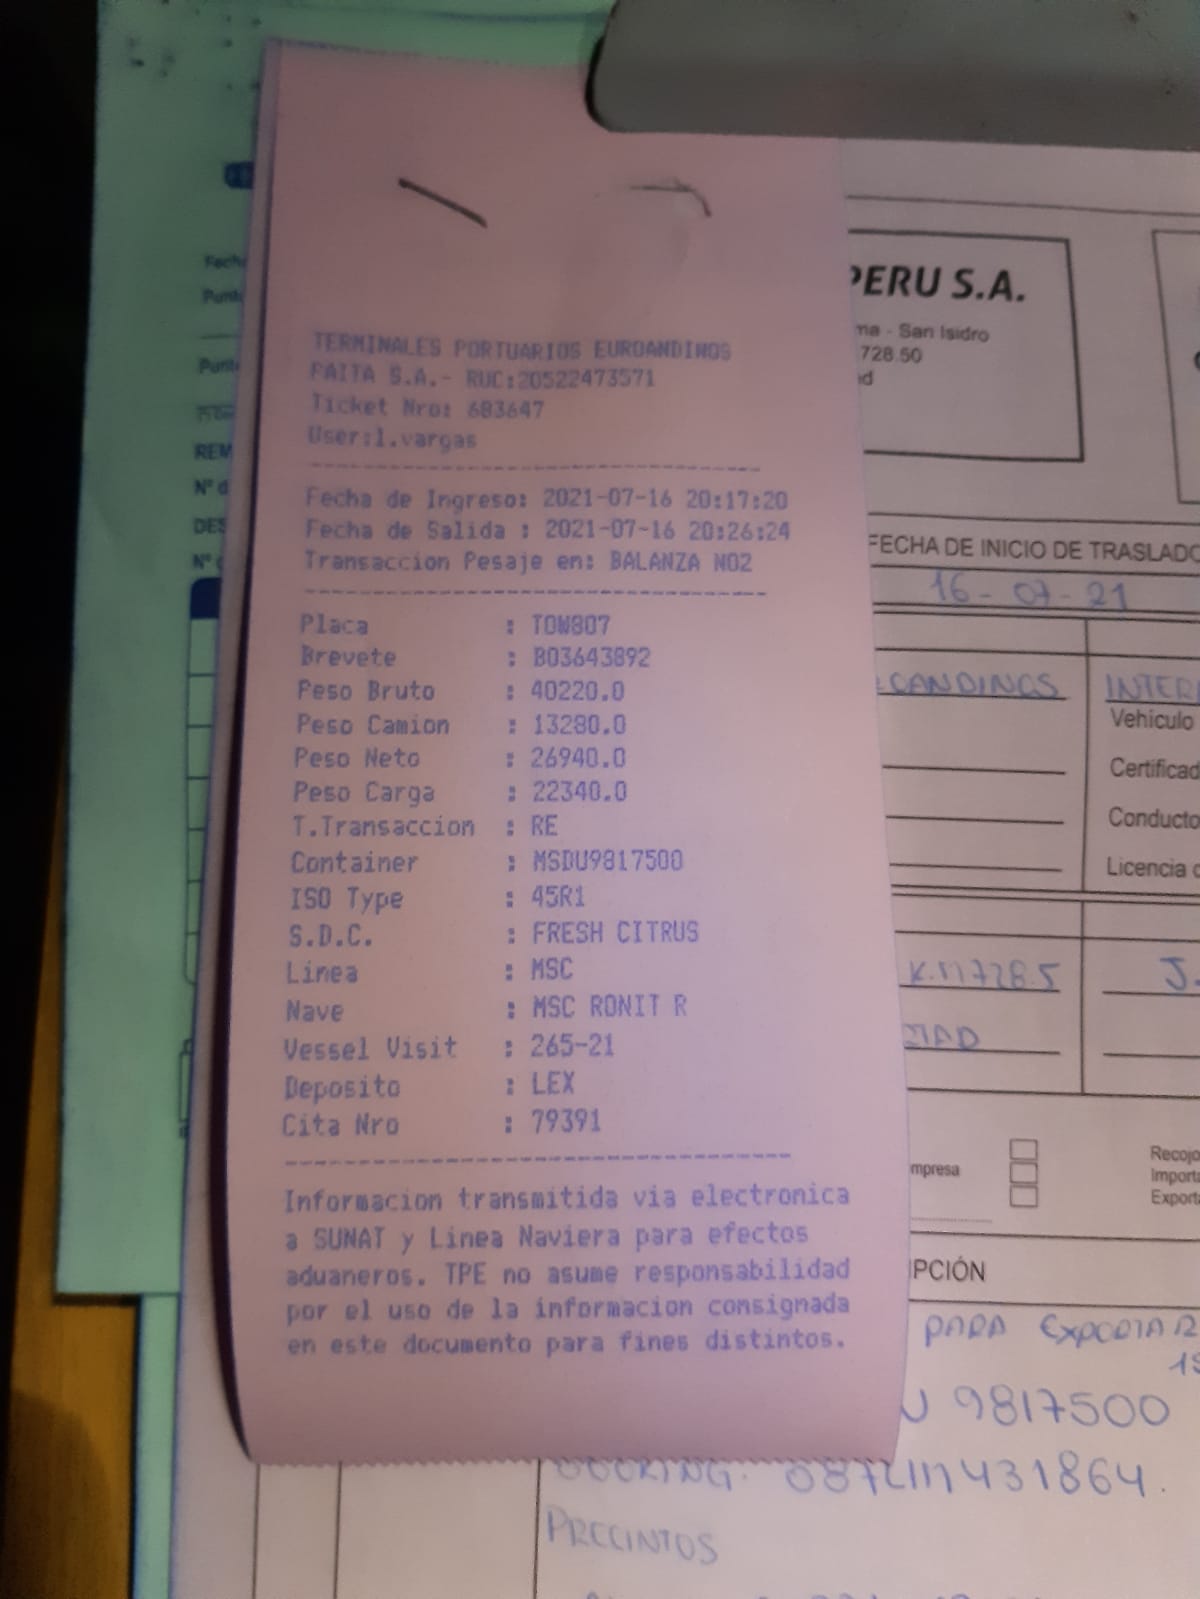 TERMINALES PORTUARIOS EUROANDINOS
PAITA S.A.- RUC:20522473571
Ticket Nro: 683647
User:l.vargas
Fecha de Ingreso: 2021-07-16 20:17:20
Fecha de Salida : 2021-07-16 20:26:24
Transaccion Pesaje en: BALANZA N02
Placa : TOW807
Brevete : B03643892
Peso Bruto : 40220.0
Peso Camion : 13280.0
Peso Neto : 26940.0
Peso Carga : 22340.0
T.Transaccion : RE
Container : MSDU9817500
ISO Type : 45R1
S.D.C. : FRESH CITRUS
Linea : MSC
Nave : MSC RONIT R
Vessel Visit : 265-21
Deposito : LEX
Cita Nro : 79391
Informacion transmitida via electronica
a SUNAT y Linea Naviera para efectos
aduaneros. TPE no asume responsabilidad
por el uso de la informacion consignada
en este documento para fines distintos.
PERU S.A.
- San Isidro
728.50
FECHA DE INICIO DE TRASLADO
16-07-21
Vehiculo
Conducto
Licencia
Recojo
PCIÓN
PARA EXPORTAR
U 9817500
BOOKING.
PRECINTOS